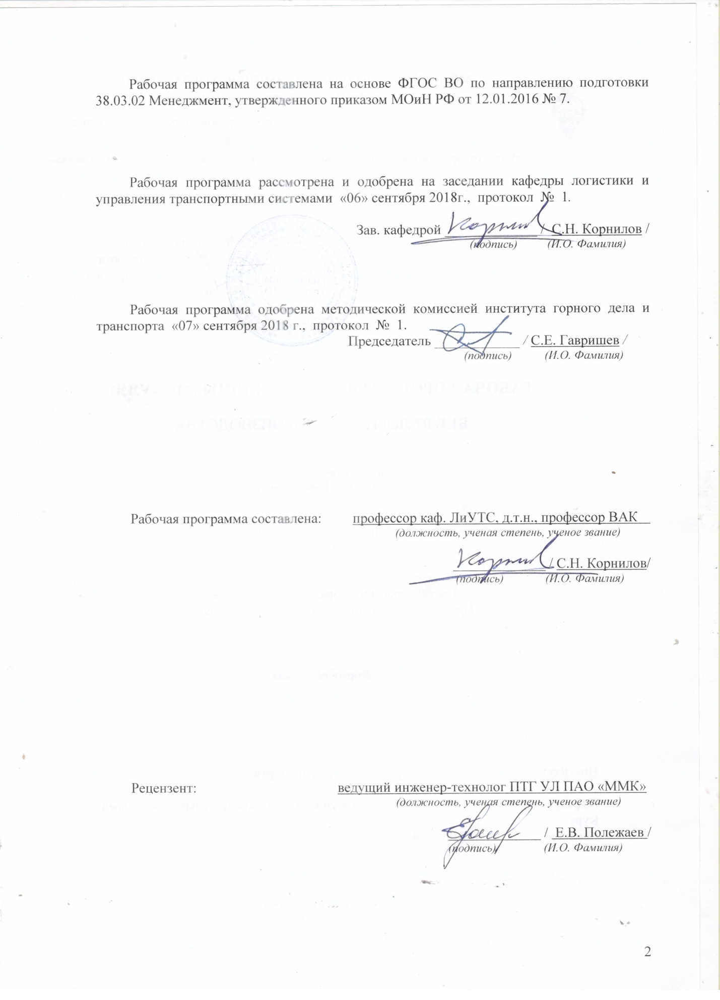 Рабочая программа составлена на основе ФГОС ВО по направлению подготовки
38.03.02 Менеджмент, утвержденного приказом МОиН РФ от 12.01.2016 № 7.
Рабочая программа рассмотрена и одобрена на заседании кафедры логистики и
управления транспортными системами «06» сентября 2018г., протокол № 1.
Зав. кафедрой ____________ / С.Н. Корнилов /
(подпись) (И.О. Фамилия)
Рабочая программа одобрена методической комиссией института горного дела и
транспорта «07» сентября 2018 г., протокол № 1.
Председатель ____________ / С.Е. Гавришев /
(подпись) (И.О. Фамилия)
Рабочая программа составлена: профессор каф. ЛиУТС, д.т.н., профессор ВАК
(должность, ученая степень, ученое звание)
____________ / С.Н. Корнилов/
(подпись) (И.О. Фамилия)
Рецензент: ведущий инженер-технолог ПТГ УЛ ПАО «ММК»
(должность, ученая степень, ученое звание)
____________ / Е.В. Полежаев /
(подпись) (И.О. Фамилия)
2